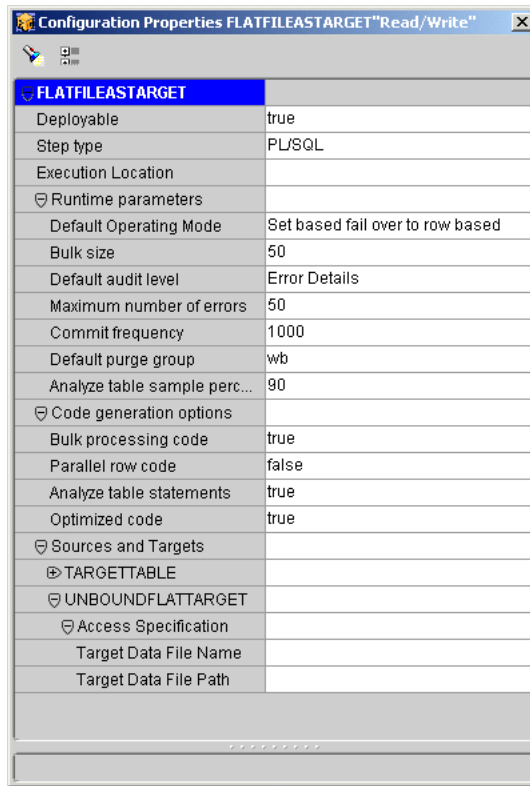 Configuration Properties FLATFILEASTARGET"Read/Write"
FLATFILEASTARGET
Deployable true
Step type PL/SQL
Execution Location
Runtime parameters
Default Operating Mode Set based fail over to row based
Bulk size 50
Default audit level Error Details
Maximum number of errors 50
Commit frequency 1000
Default purge group wb
Analyze table sample perc... 90
Code generation options
Bulk processing code true
Parallel row code false
Analyze table statements true
Optimized code true
Sources and Targets
TARGETTABLE
UNBOUNDFLATTARGET
Access Specification
Target Data File Name
Target Data File Path